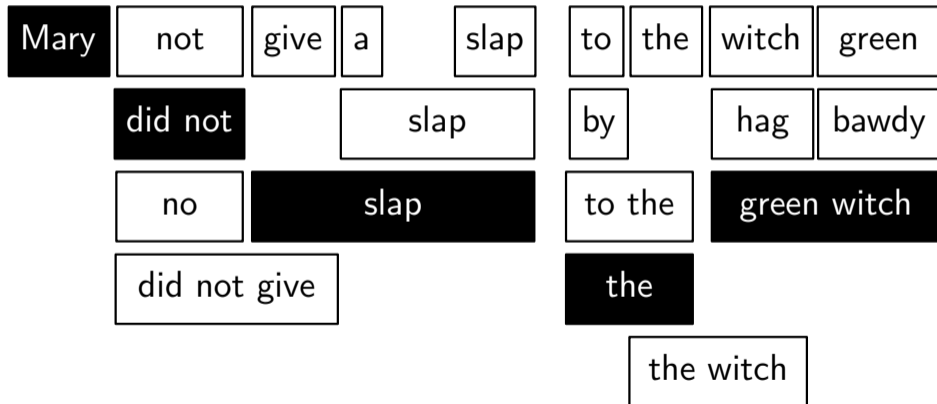 Mary not give a slap to the witch green
did not slap by hag bawdy
no slap to the green witch
did not give the
the witch